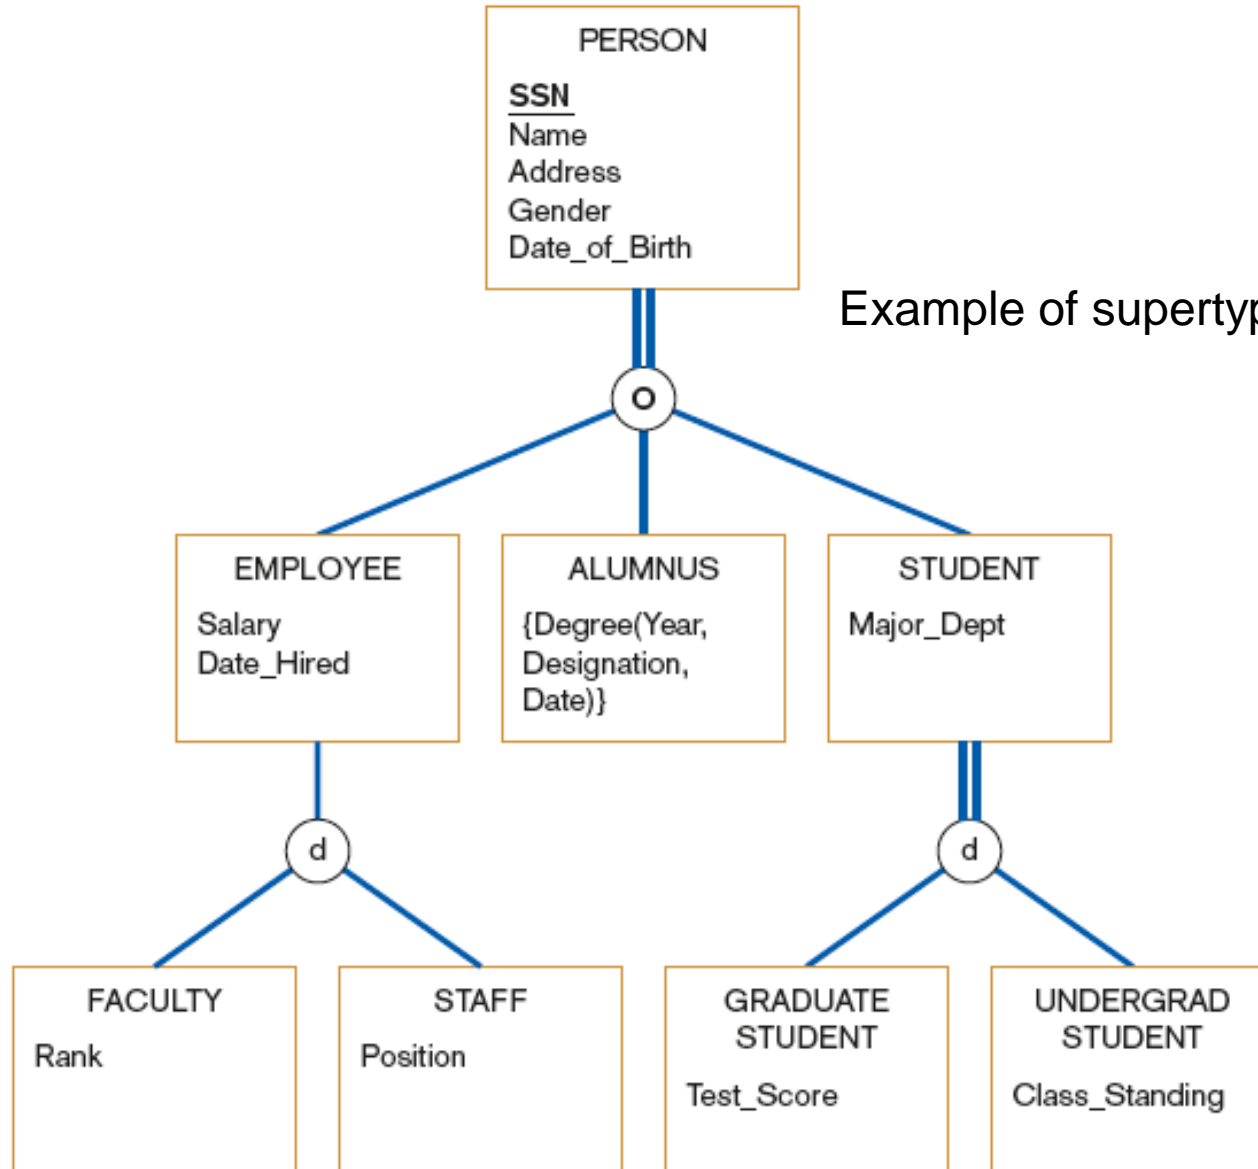 PERSON
SSN
Name
Address
Gender
Date_of_Birth
Example of supertyp
O
EMPLOYEE
Salary
Date_Hired
ALUMNUS
{Degree(Year,
Designation,
Date)}
STUDENT
Major_Dept
d
d
FACULTY
Rank
STAFF
Position
GRADUATE
STUDENT
Test_Score
UNDERGRAD
STUDENT
Class_Standing